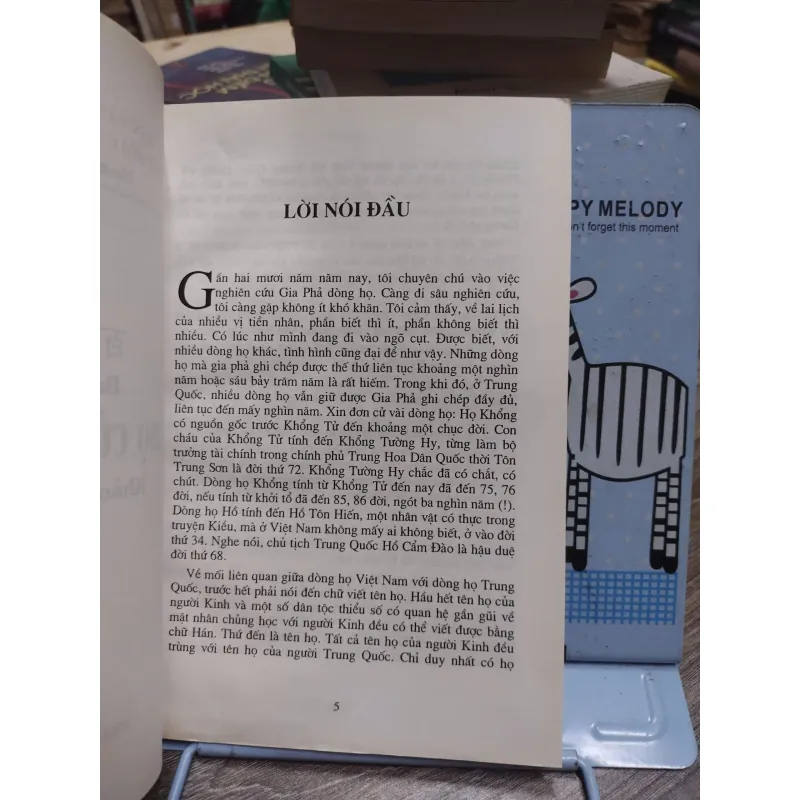 LỜI NÓI ĐẦU
Gần hai mươi năm năm nay, tôi chuyên chú vào việc
nghiên cứu Gia Phả dòng họ. Càng đi sâu nghiên cứu,
tôi càng gặp không ít khó khăn. Tôi cảm thấy, về lai lịch
của nhiều vị tiền nhân, phần biết thì ít, phần không biết thì
nhiều. Có lúc như mình đang đi vào ngõ cụt. Được biết, với
nhiều dòng họ khác, tình hình cũng đại để như vậy. Những dòng
họ mà gia phả ghi chép được thế thứ liên tục khoảng một nghìn
năm hoặc sáu bảy trăm năm là rất hiếm. Trong khi đó, ở Trung
Quốc, nhiều dòng họ vẫn giữ được Gia Phả ghi chép đầy đủ,
liên tục đến mấy nghìn năm. Xin đơn cử vài dòng họ: Họ Khổng
có nguồn gốc trước Khổng Tử đến khoảng một chục đời. Con
cháu của Khổng Tử tính đến Khổng Tường Hy, từng làm bộ
trưởng tài chính trong chính phủ Trung Hoa Dân Quốc thời Tôn
Trung Sơn là đời thứ 72. Khổng Tường Hy chắc đã có chắt, có
chút. Dòng họ Khổng tính từ Khổng Tử đến nay đã đến 75, 76
đời, nếu tính từ khởi tổ đã đến 85, 86 đời, ngót ba nghìn năm (!).
Dòng họ Hồ tính đến Hồ Tôn Hiến, một nhân vật có thực trong
truyện Kiều, mà ở Việt Nam không mấy ai không biết, ở vào đời
thứ 34. Nghe nói, chủ tịch Trung Quốc Hồ Cẩm Đào là hậu duệ
đời thứ 68.
Về mối liên quan giữa dòng họ Việt Nam với dòng họ Trung
Quốc, trước hết phải nói đến chữ viết tên họ. Hầu hết tên họ của
người Kinh và một số dân tộc thiểu số có quan hệ gần gũi về
mặt nhân chủng học với người Kinh đều có thể viết được bằng
chữ Hán. Thứ đến là tên họ. Tất cả tên họ của người Kinh đều
trùng với tên họ của người Trung Quốc. Chỉ duy nhất có họ
5
PY MELODY
n't forget this moment